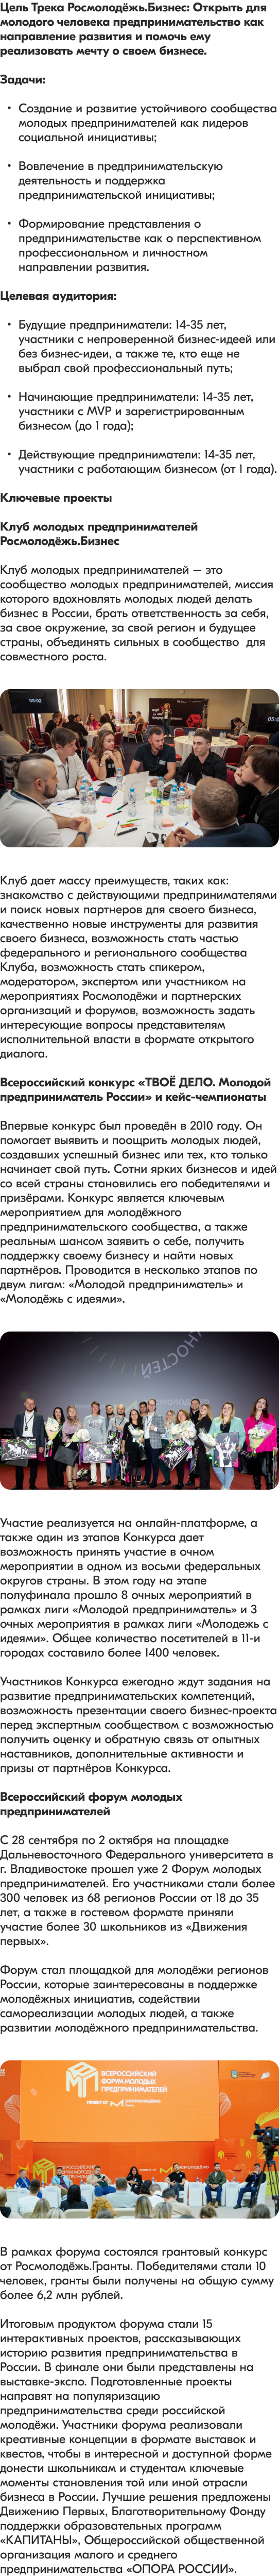 Цель Трека Росмолодёжь.Бизнес: Открыть для
молодого человека предпринимательство как
направление развития и помочь ему
реализовать мечту о своем бизнесе.
Задачи:
• Создание и развитие устойчивого сообщества
молодых предпринимателей как лидеров
социальной инициативы;
• Вовлечение в предпринимательскую
деятельность и поддержка
предпринимательской инициативы;
• Формирование представления о
предпринимательстве как о перспективном
профессиональном и личностном
направлении развития.
Целевая аудитория:
• Будущие предприниматели: 14-35 лет,
участники с непроверенной бизнес-идеей или
без бизнес-идеи, а также те, кто еще не
выбрал свой профессиональный путь;
• Начинающие предприниматели: 14-35 лет,
участники с MVP и зарегистрированным
бизнесом (до 1 года);
• Действующие предприниматели: 14-35 лет,
участники с работающим бизнесом (от 1 года).
Ключевые проекты
Клуб молодых предпринимателей
Росмолодёжь.Бизнес
Клуб молодых предпринимателей – это
сообщество молодых предпринимателей, миссия
которого вдохновлять молодых людей делать
бизнес в России, брать ответственность за себя,
за свое окружение, за свой регион и будущее
страны, объединять сильных в сообщество для
совместного роста.
05:02
Клуб дает массу преимуществ, таких как:
знакомство с действующими предпринимателями
и поиск новых партнеров для своего бизнеса,
качественно новые инструменты для развития
своего бизнеса, возможность стать частью
федерального и регионального сообщества
Клуба, возможность стать спикером,
модератором, экспертом или участником на
мероприятиях Росмолодёжи и партнерских
организаций и форумов, возможность задать
интересующие вопросы представителям
исполнительной власти в формате открытого
диалога.
Всероссийский конкурс «ТВОЁ ДЕЛО. Молодой
предприниматель России» и кейс-чемпионаты
Впервые конкурс был проведён в 2010 году. Он
помогает выявить и поощрить молодых людей,
создавших успешный бизнес или тех, кто только
начинает свой путь. Сотни ярких бизнесов и идей
со всей страны становились его победителями и
призёрами. Конкурс является ключевым
мероприятием для молодёжного
предпринимательского сообщества, а также
реальным шансом заявить о себе, получить
поддержку своему бизнесу и найти новых
партнёров. Проводится в несколько этапов по
двум лигам: «Молодой предприниматель» и
«Молодёжь с идеями».
Участие реализуется на онлайн-платформе, а
также один из этапов Конкурса дает
возможность принять участие в очном
мероприятии в одном из восьми федеральных
округов страны. В этом году на этапе
полуфинала прошло 8 очных мероприятий в
рамках лиги «Молодой предприниматель» и 3
очных мероприятия в рамках лиги «Молодежь с
идеями». Общее количество посетителей в 11-и
городах составило более 1400 человек.
Участников Конкурса ежегодно ждут задания на
развитие предпринимательских компетенций,
возможность презентации своего бизнес-проекта
перед экспертным сообществом с возможностью
получить оценку и обратную связь от опытных
наставников, дополнительные активности и
призы от партнёров Конкурса.
Всероссийский форум молодых
предпринимателей
С 28 сентября по 2 октября на площадке
Дальневосточного Федерального университета в
г. Владивостоке прошел уже 2 Форум молодых
предпринимателей. Его участниками стали более
300 человек из 68 регионов России от 18 до 35
лет, а также в гостевом формате приняли
участие более 30 школьников из «Движения
первых».
Форум стал площадкой для молодёжи регионов
России, которые заинтересованы в поддержке
молодёжных инициатив, содействии
самореализации молодых людей, а также
развитии молодёжного предпринимательства.
ВСЕРОССИЙСКИЙ
ФОРУМ МОЛОДЫХ
ПРЕДПРИНИМАТЕЛЕЙ
В рамках форума состоялся грантовый конкурс
от Росмолодёжь.Гранты. Победителями стали 10
человек, гранты были получены на общую сумму
более 6,2 млн рублей.
Итоговым продуктом форума стали 15
интерактивных проектов, рассказывающих
историю развития предпринимательства в
России. В финале они были представлены на
выставке-экспо. Подготовленные проекты
направят на популяризацию
предпринимательства среди российской
молодёжи. Участники форума реализовали
креативные концепции в формате выставок и
квестов, чтобы в интересной и доступной форме
донести школьникам и студентам ключевые
моменты становления той или иной отрасли
бизнеса в России. Лучшие решения предложены
Движению Первых, Благотворительному Фонду
поддержки образовательных программ
«КАПИТАНЫ», Общероссийской общественной
организация малого и среднего
предпринимательства «ОПОРА РОССИИ».